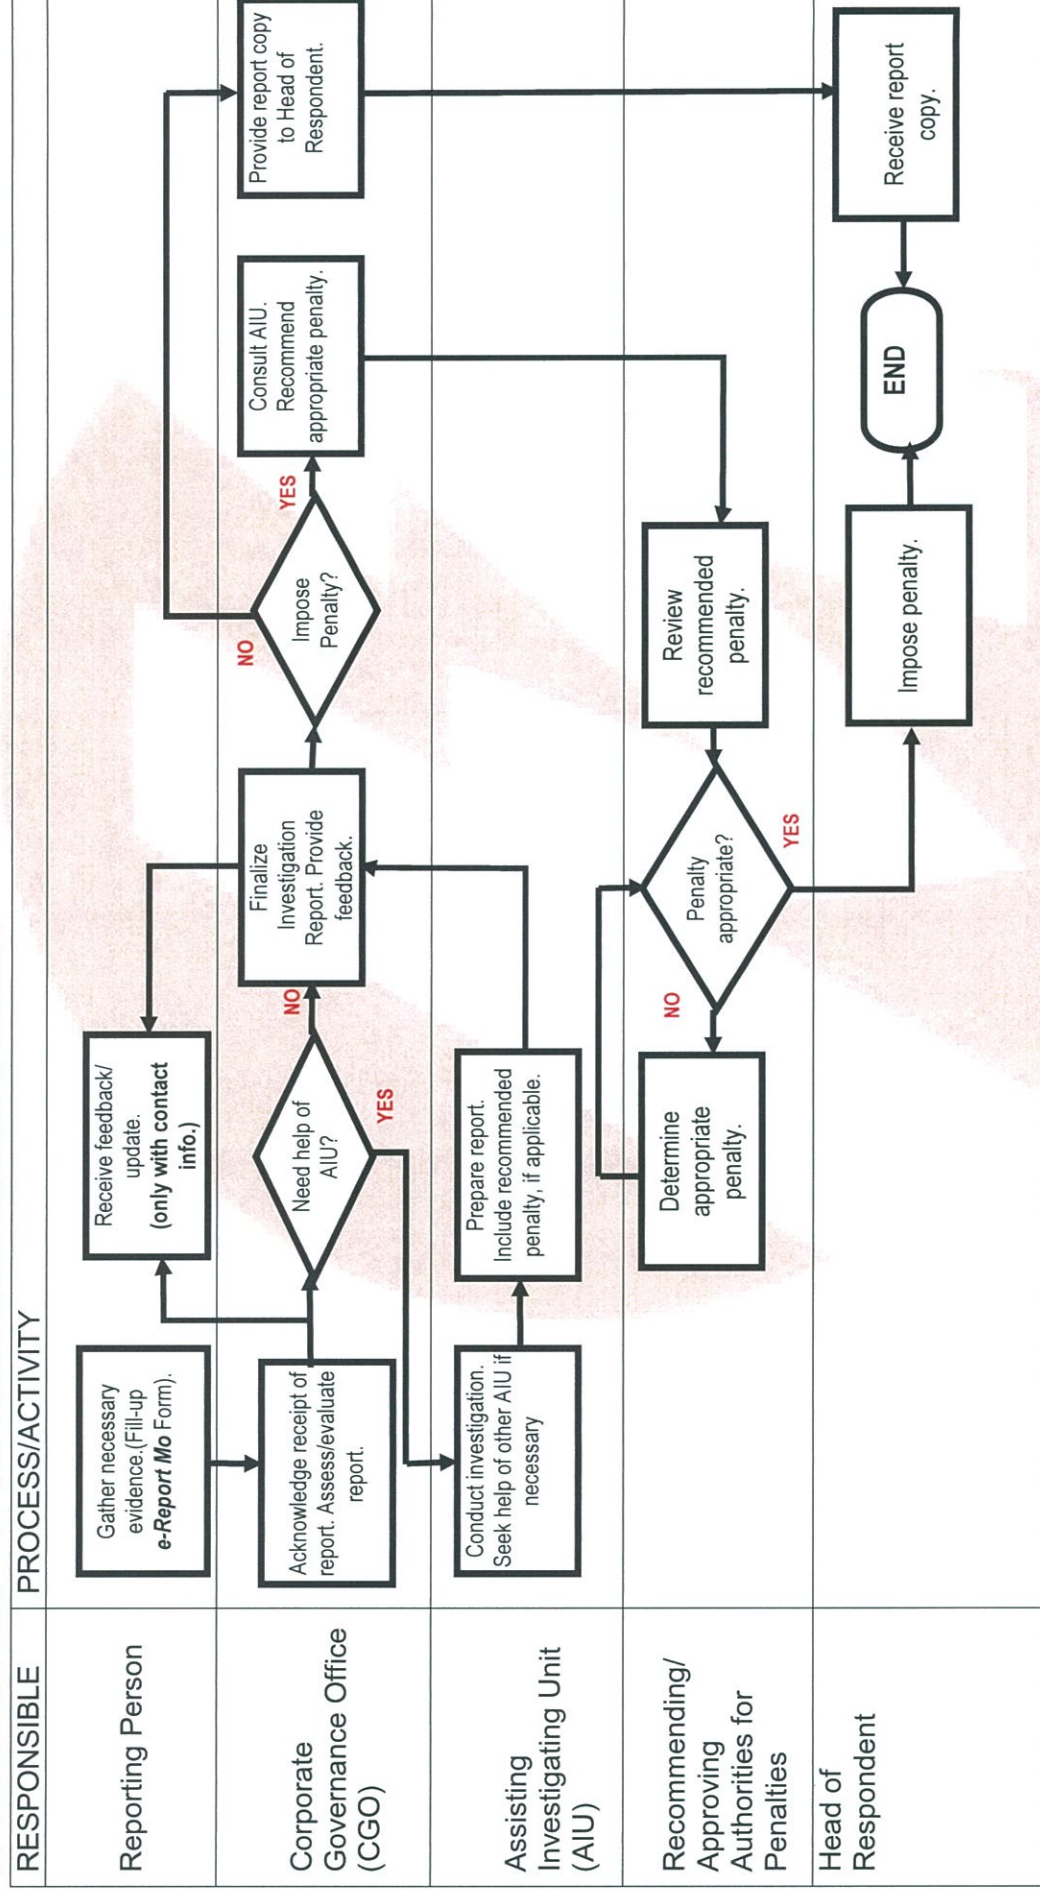 RESPONSIBLE
PROCESS/ACTIVITY
Reporting Person
Gather necessary
evidence.(Fill-up
e-Report Mo Form).
Receive feedback/
update.
(only with contact
info.)
Corporate
Governance Office
(CGO)
Acknowledge receipt of
report. Assess/evaluate
report.
Need help of
AIU?
YES
NO
Finalize
Investigation
Report. Provide
feedback.
Impose
Penalty?
NO
YES
Consult AIU.
Recommend
appropriate penalty.
Provide report copy
to Head of
Respondent.
Assisting
Investigating Unit
(AIU)
Conduct investigation.
Seek help of other AIU if
necessary
Prepare report.
Include recommended
penalty, if applicable.
Recommending/
Approving
Authorities for
Penalties
Determine
appropriate
penalty.
NO
Penalty
appropriate?
YES
Review
recommended
penalty.
Head of
Respondent
Impose penalty.
END
Receive report
copy.